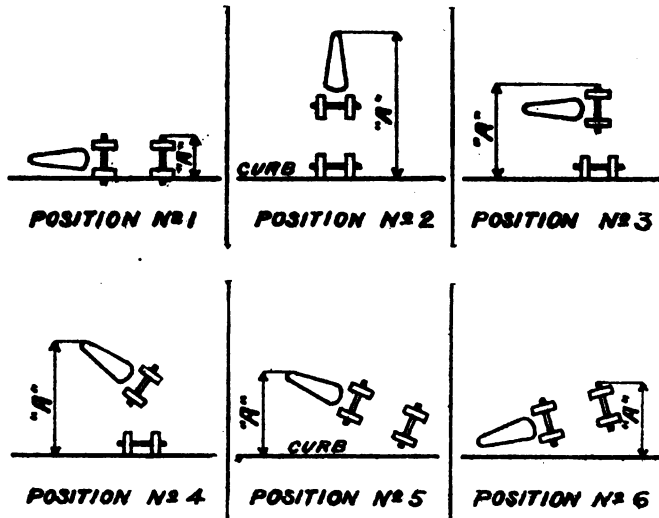 "A"
POSITION Nº 1
"A"
CURB
POSITION Nº 2
"A"
POSITION Nº 3
"A"
POSITION Nº 4
"A"
CURB
POSITION Nº 5
"A"
POSITION Nº 6